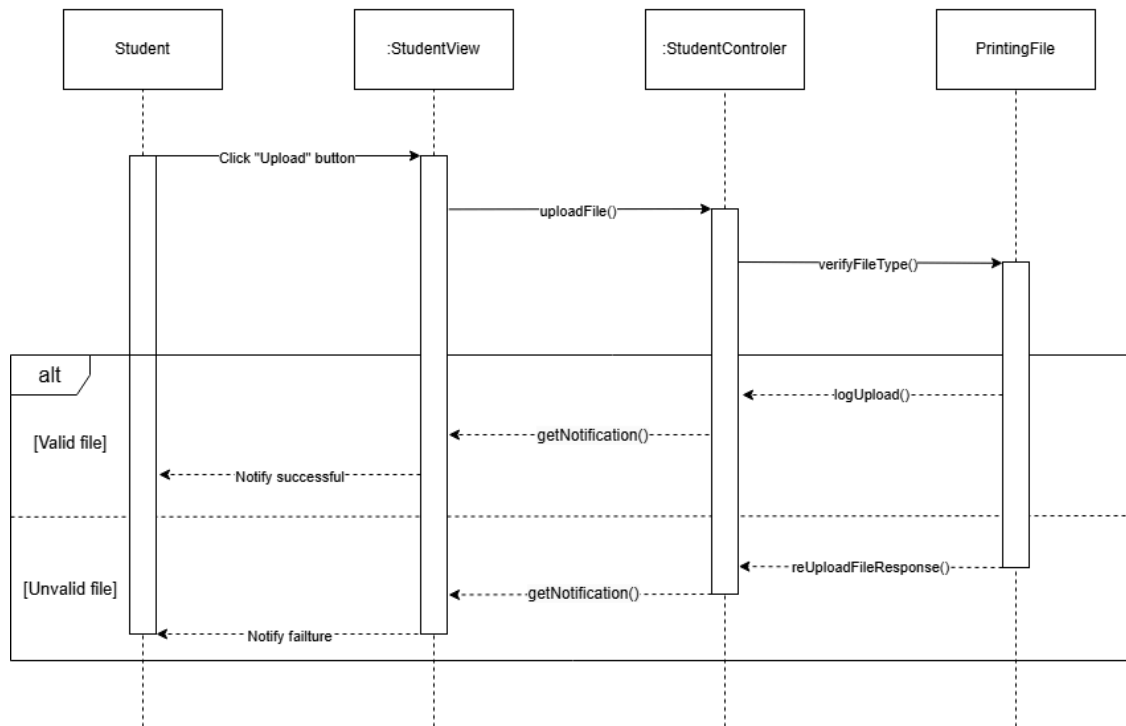 Student
:StudentView
:StudentControler
PrintingFile
Click "Upload" button
uploadFile()
verifyFileType()
alt
logUpload()
[Valid file]
getNotification()
Notify successful
reUploadFileResponse()
[Unvalid file]
getNotification()
Notify failture